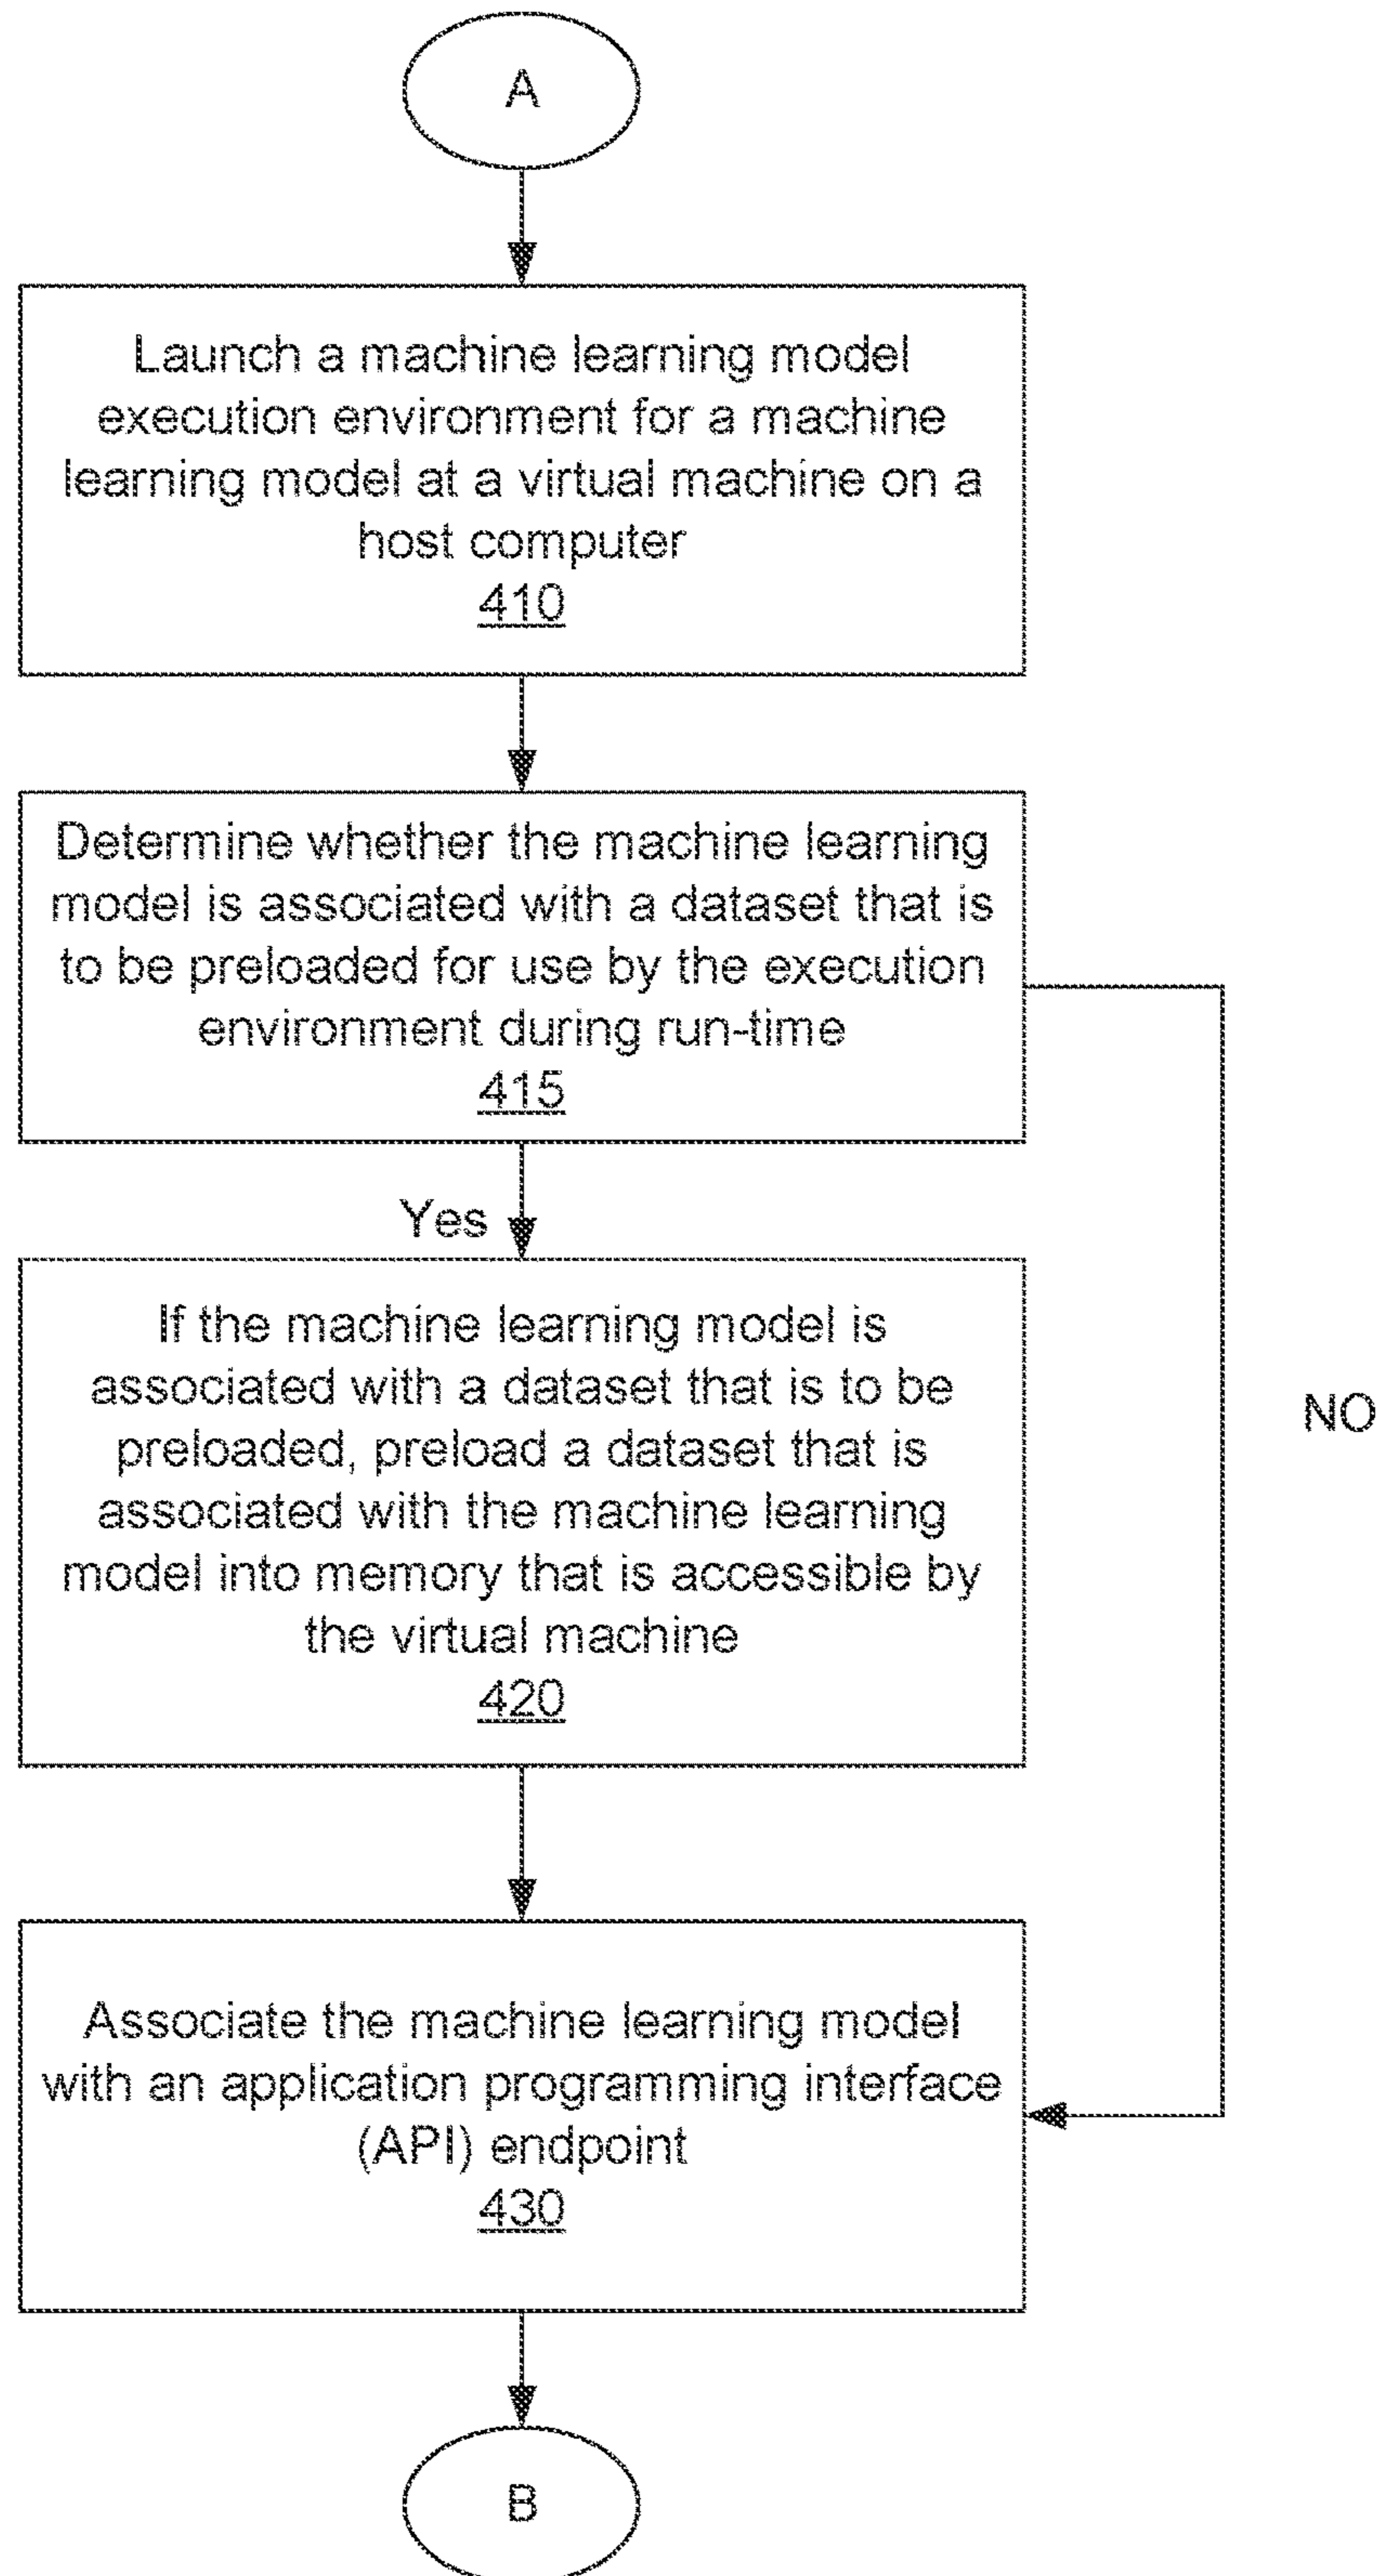 A
Launch a machine learning model
execution environment for a machine
learning model at a virtual machine on a
host computer
410
Determine whether the machine learning
model is associated with a dataset that is
to be preloaded for use by the execution
environment during run-time
415
Yes
If the machine learning model is
associated with a dataset that is to be
preloaded, preload a dataset that is
associated with the machine learning
model into memory that is accessible by
the virtual machine
420
NO
Associate the machine learning model
with an application programming interface
(API) endpoint
430
B